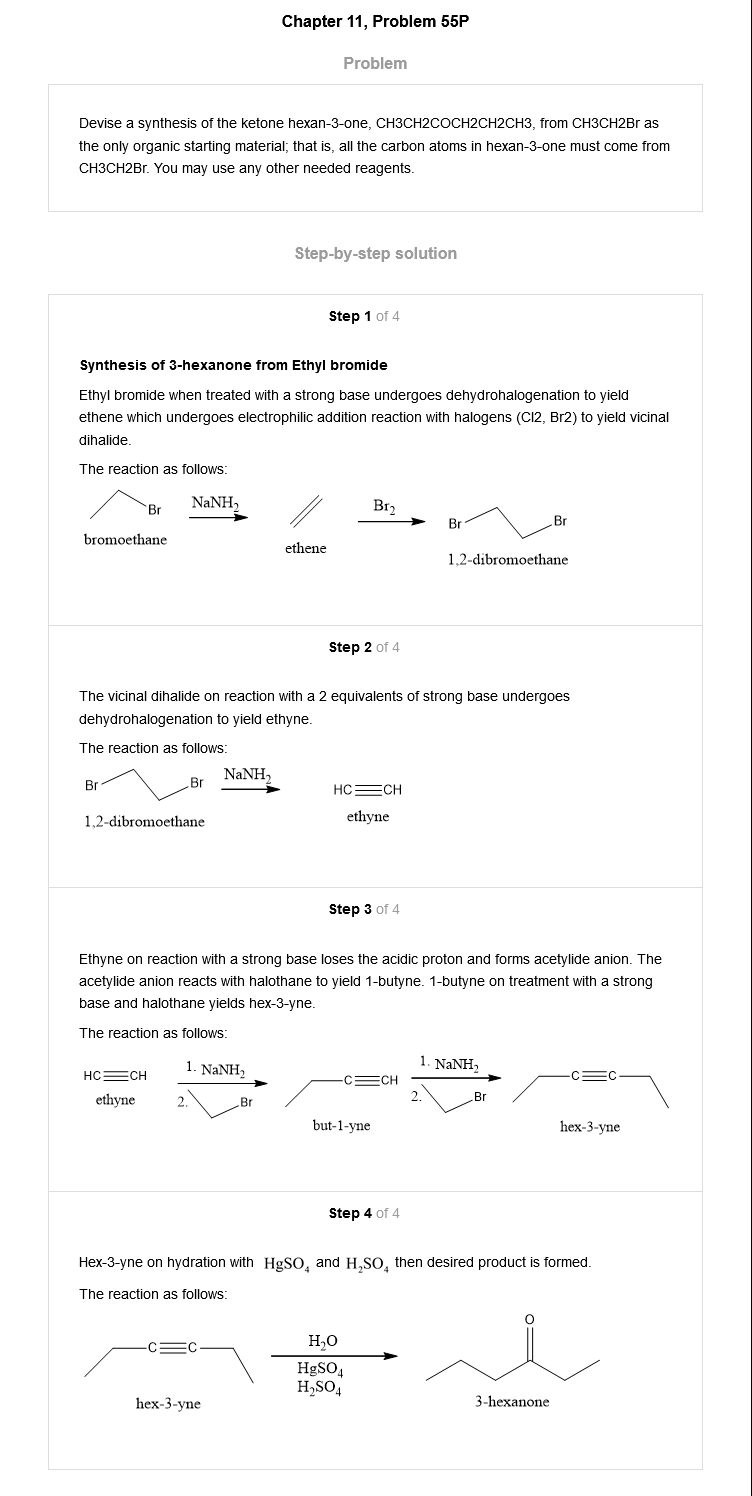 Chapter 11, Problem 55P
Problem
Devise a synthesis of the ketone hexan-3-one, CH3CH2COCH2CH2CH3, from CH3CH2Br as
the only organic starting material; that is, all the carbon atoms in hexan-3-one must come from
CH3CH2Br. You may use any other needed reagents.
Step-by-step solution
Step 1 of 4
Synthesis of 3-hexanone from Ethyl bromide
Ethyl bromide when treated with a strong base undergoes dehydrohalogenation to yield
ethene which undergoes electrophilic addition reaction with halogens (Cl2, Br2) to yield vicinal
dihalide.
The reaction as follows:
Br NaNH₂ Br₂ Br Br
bromoethane ethene 1,2-dibromoethane
Step 2 of 4
The vicinal dihalide on reaction with a 2 equivalents of strong base undergoes
dehydrohalogenation to yield ethyne.
The reaction as follows:
Br Br NaNH₂ HC CH
1,2-dibromoethane ethyne
Step 3 of 4
Ethyne on reaction with a strong base loses the acidic proton and forms acetylide anion. The
acetylide anion reacts with halothane to yield 1-butyne. 1-butyne on treatment with a strong
base and halothane yields hex-3-yne.
The reaction as follows:
1. NaNH₂ 1. NaNH₂
HC CH C CH C C
ethyne 2. Br 2. Br
but-1-yne hex-3-yne
Step 4 of 4
Hex-3-yne on hydration with HgSO₄ and H₂SO₄ then desired product is formed.
The reaction as follows:
O
H₂O
C C
HgSO₄
H₂SO₄
hex-3-yne 3-hexanone